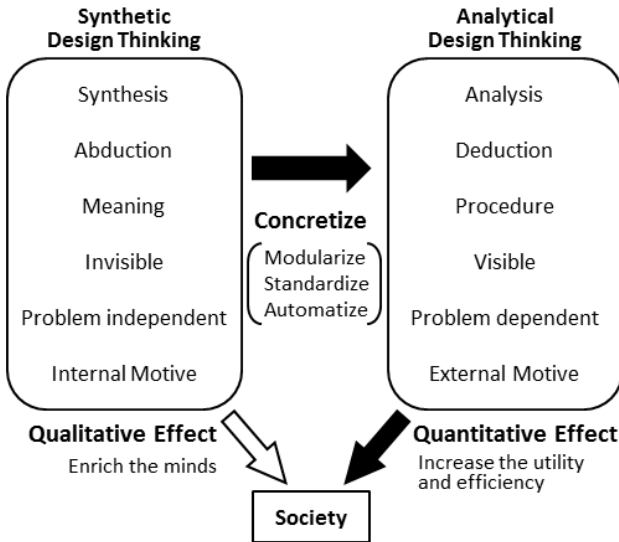 Synthetic
Design Thinking
Synthesis
Abduction
Meaning
Invisible
Problem independent
Internal Motive
Concretize
Modularize
Standardize
Automatize
Analytical
Design Thinking
Analysis
Deduction
Procedure
Visible
Problem dependent
External Motive
Qualitative Effect
Enrich the minds
Quantitative Effect
Increase the utility
and efficiency
Society